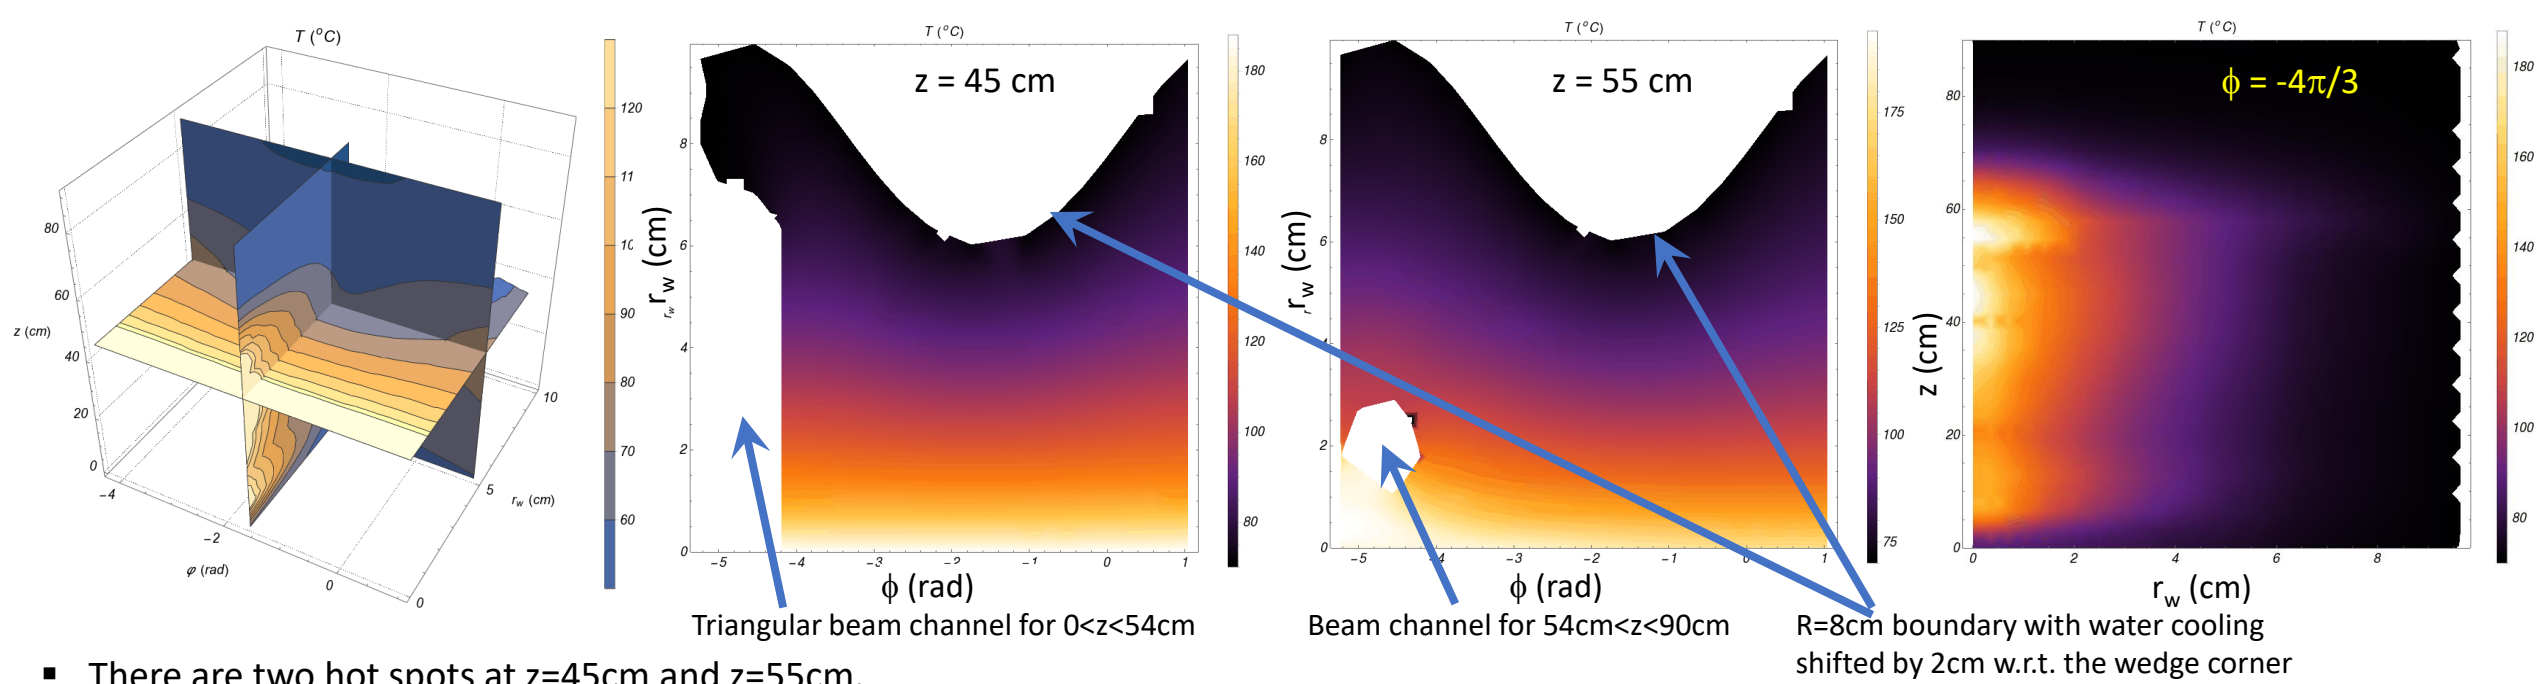 T (°C)
80
60
z (cm)
40
20
0
−4
−2
φ (rad)
0
0
5
r_w (cm)
10
120
11
10
90
80
70
60
T (°C)
z = 45 cm
r_w r_w (cm)
8
6
4
2
0
−5 −4 −3 −2 −1 0 1
ϕ (rad)
180
160
140
120
100
80
Triangular beam channel for 0<z<54cm
T (°C)
z = 55 cm
r_w (cm)
8
6
4
2
0
−5 −4 −3 −2 −1 0 1
ϕ (rad)
175
150
125
100
75
Beam channel for 54cm<z<90cm
T (°C)
ϕ = -4π/3
z (cm)
80
60
40
20
0
0 2 4 6 8
r_w (cm)
180
160
140
120
100
80
R=8cm boundary with water cooling
shifted by 2cm w.r.t. the wedge corner
▪ There are two hot spots at z=45cm and z=55cm.